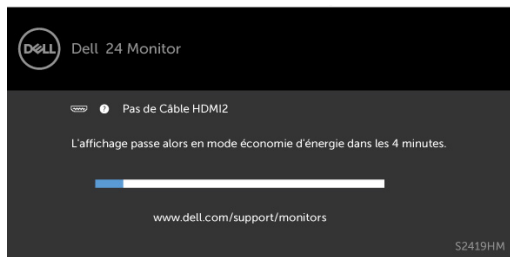 DELL Dell 24 Monitor
? Pas de Câble HDMI2
L'affichage passe alors en mode économie d'énergie dans les 4 minutes.
www.dell.com/support/monitors
S2419HM